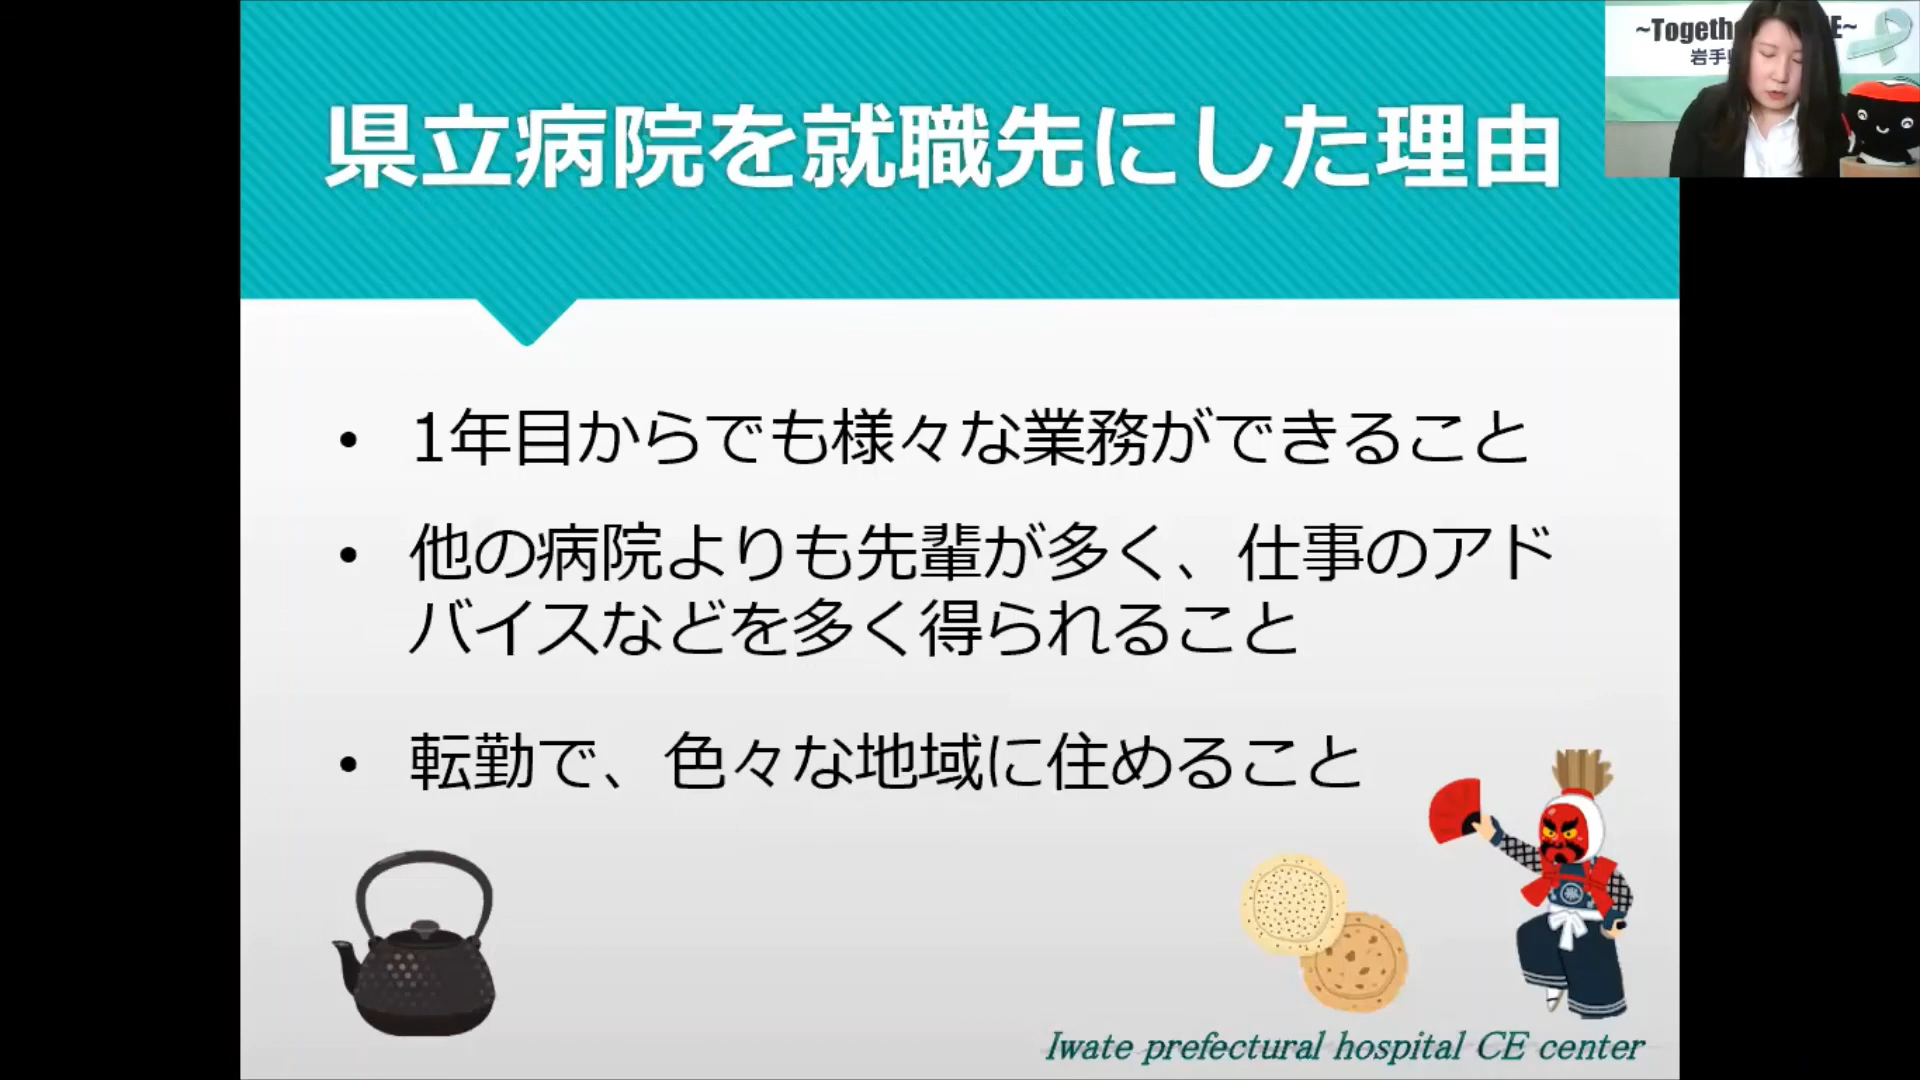 県立病院を就職先にした理由
• 1年目からでも様々な業務ができること
• 他の病院よりも先輩が多く、仕事のアド
バイスなどを多く得られること
• 転勤で、色々な地域に住めること
Iwate prefectural hospital CE center
岩手